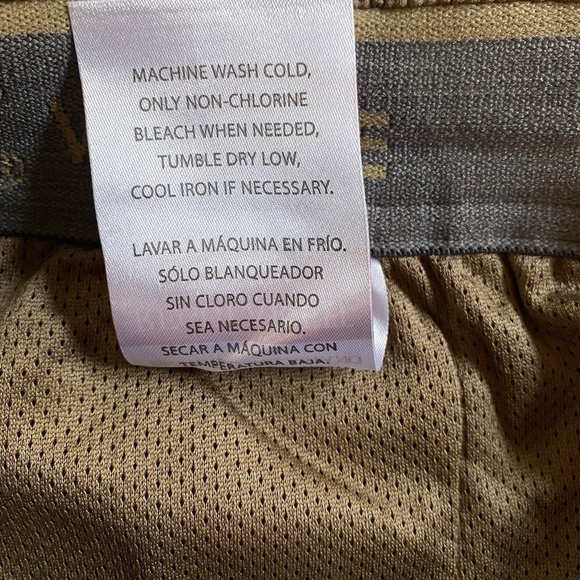 MACHINE WASH COLD,
ONLY NON-CHLORINE
BLEACH WHEN NEEDED,
TUMBLE DRY LOW,
COOL IRON IF NECESSARY.
LAVAR A MÁQUINA EN FRÍO.
SÓLO BLANQUEADOR
SIN CLORO CUANDO
SEA NECESARIO.
SECAR A MÁQUINA CON
TEMPERATURA BAJA.